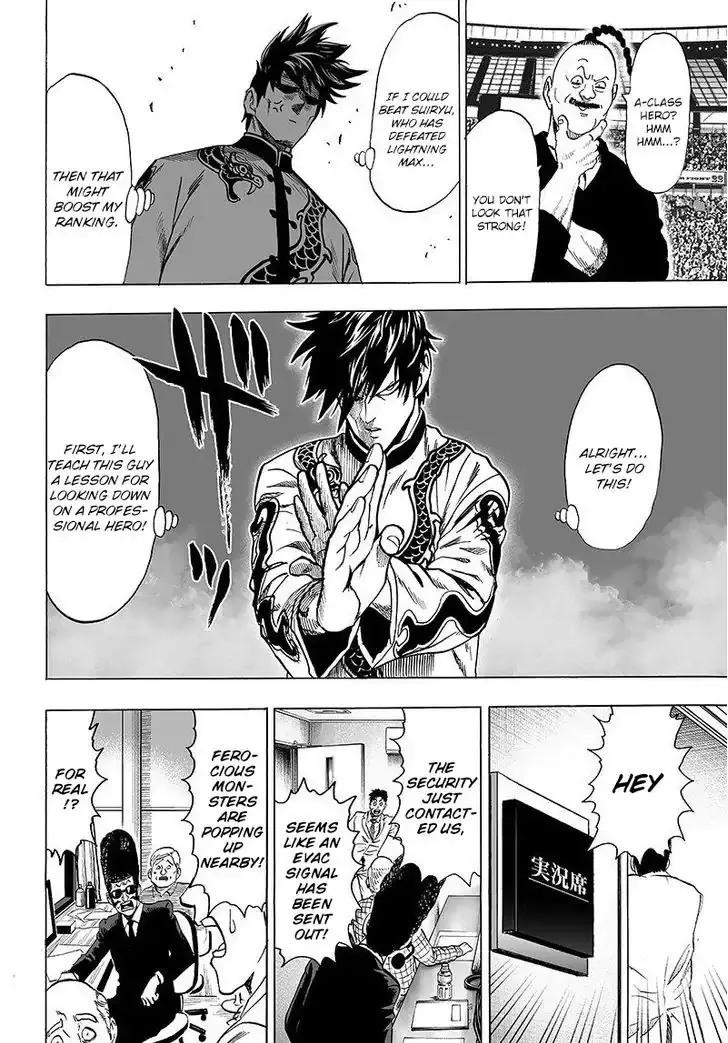 A-CLASS
HERO?
HMM
HMM...?
YOU DON'T
LOOK THAT
STRONG!
IF I COULD
BEAT SUIRYU,
WHO HAS
DEFEATED
LIGHTNING
MAX...
THEN THAT
MIGHT
BOOST MY
RANKING.
ALRIGHT...
LET'S DO
THIS!
ザッ
FIRST, I'LL
TEACH THIS GUY
A LESSON FOR
LOOKING DOWN
ON A PROFES-
SIONAL HERO!
HEY
実況席
THE
SECURITY
JUST
CONTACT-
ED US,
SEEMS
LIKE AN
EVAC
SIGNAL
HAS
BEEN
SENT
OUT!
FERO-
CIOUS
MON-
STERS
ARE
POPPING
UP
NEARBY!
FOR
REAL
!?